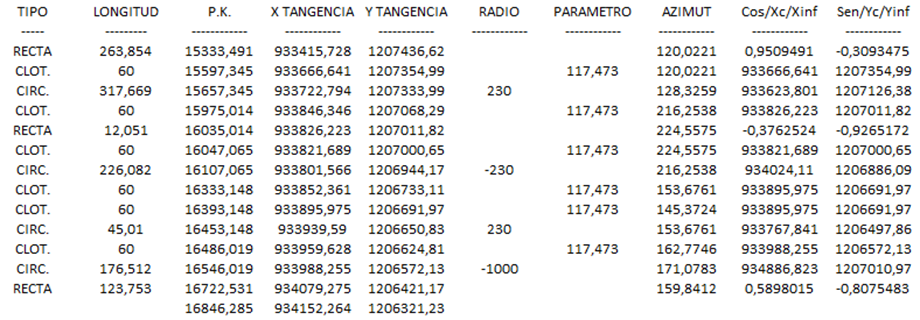 TIPO LONGITUD P.K. X TANGENCIA Y TANGENCIA RADIO PARAMETRO AZIMUT Cos/Xc/Xinf Sen/Yc/Yinf
----- --------- ------------ ------------ ------------ ------------ ------------ --------- ------------ ------------
RECTA 263,854 15333,491 933415,728 1207436,62 120,0221 0,9509491 -0,3093475
CLOT. 60 15597,345 933666,641 1207354,99 117,473 120,0221 933666,641 1207354,99
CIRC. 317,669 15657,345 933722,794 1207333,99 230 128,3259 933623,801 1207126,38
CLOT. 60 15975,014 933846,346 1207068,29 117,473 216,2538 933826,223 1207011,82
RECTA 12,051 16035,014 933826,223 1207011,82 224,5575 -0,3762524 -0,9265172
CLOT. 60 16047,065 933821,689 1207000,65 117,473 224,5575 933821,689 1207000,65
CIRC. 226,082 16107,065 933801,566 1206944,17 -230 216,2538 934024,11 1206886,09
CLOT. 60 16333,148 933852,361 1206733,11 117,473 153,6761 933895,975 1206691,97
CLOT. 60 16393,148 933895,975 1206691,97 117,473 145,3724 933895,975 1206691,97
CIRC. 45,01 16453,148 933939,59 1206650,83 230 153,6761 933767,841 1206497,86
CLOT. 60 16486,019 933959,628 1206624,81 117,473 162,7746 933988,255 1206572,13
CIRC. 176,512 16546,019 933988,255 1206572,13 -1000 171,0783 934886,823 1207010,97
RECTA 123,753 16722,531 934079,275 1206421,17 159,8412 0,5898015 -0,8075483
16846,285 934152,264 1206321,23